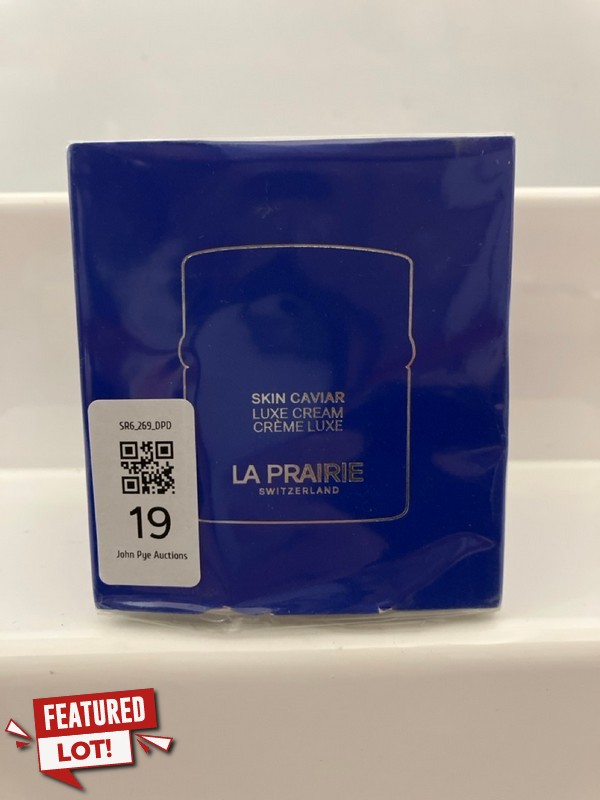 SKIN CAVIAR
LUXE CREAM
CRÈME LUXE
LA PRAIRIE
SWITZERLAND
SR6_269_DPD
19
John Pye Auctions
FEATURED
LOT!